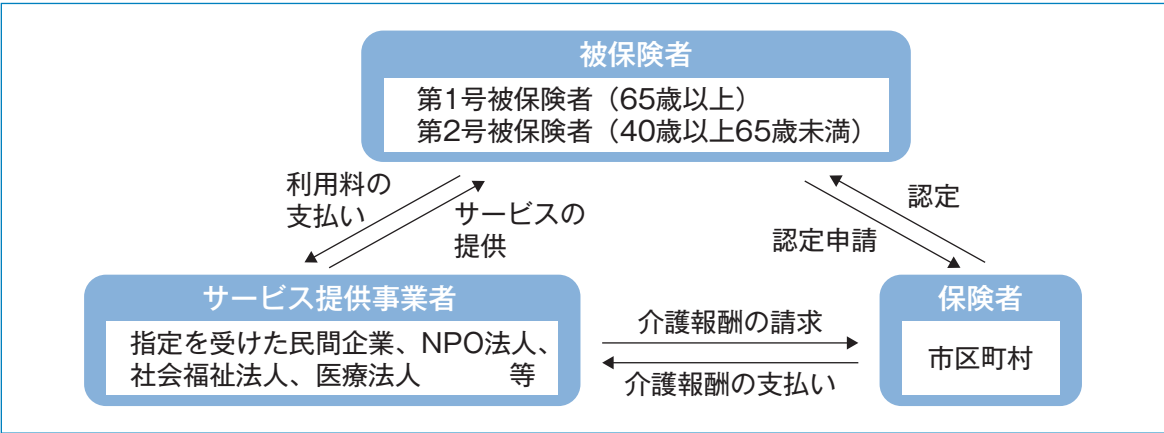 被保険者
第1号被保険者（65歳以上）
第2号被保険者（40歳以上65歳未満）
利用料の
支払い
サービスの
提供
認定
認定申請
サービス提供事業者
指定を受けた民間企業、NPO法人、
社会福祉法人、医療法人　　　等
介護報酬の請求
介護報酬の支払い
保険者
市区町村